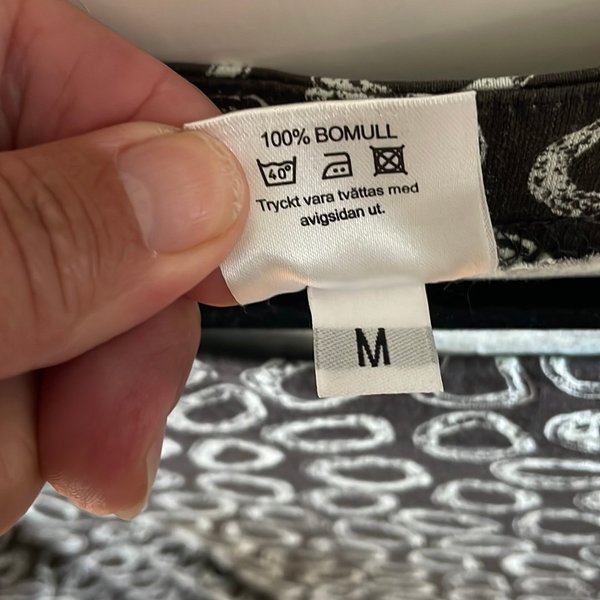 100% BOMULL
40°
Tryckt vara tvättas med
avigsidan ut.
M